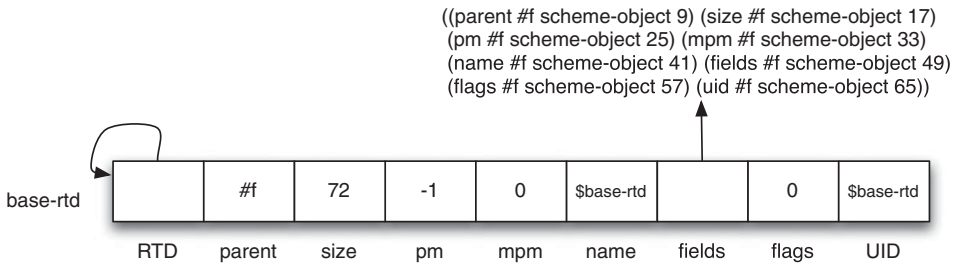 ((parent #f scheme-object 9) (size #f scheme-object 17)
(pm #f scheme-object 25) (mpm #f scheme-object 33)
(name #f scheme-object 41) (fields #f scheme-object 49)
(flags #f scheme-object 57) (uid #f scheme-object 65))
base-rtd
#f 72 -1 0 $base-rtd 0 $base-rtd
RTD parent size pm mpm name fields flags UID